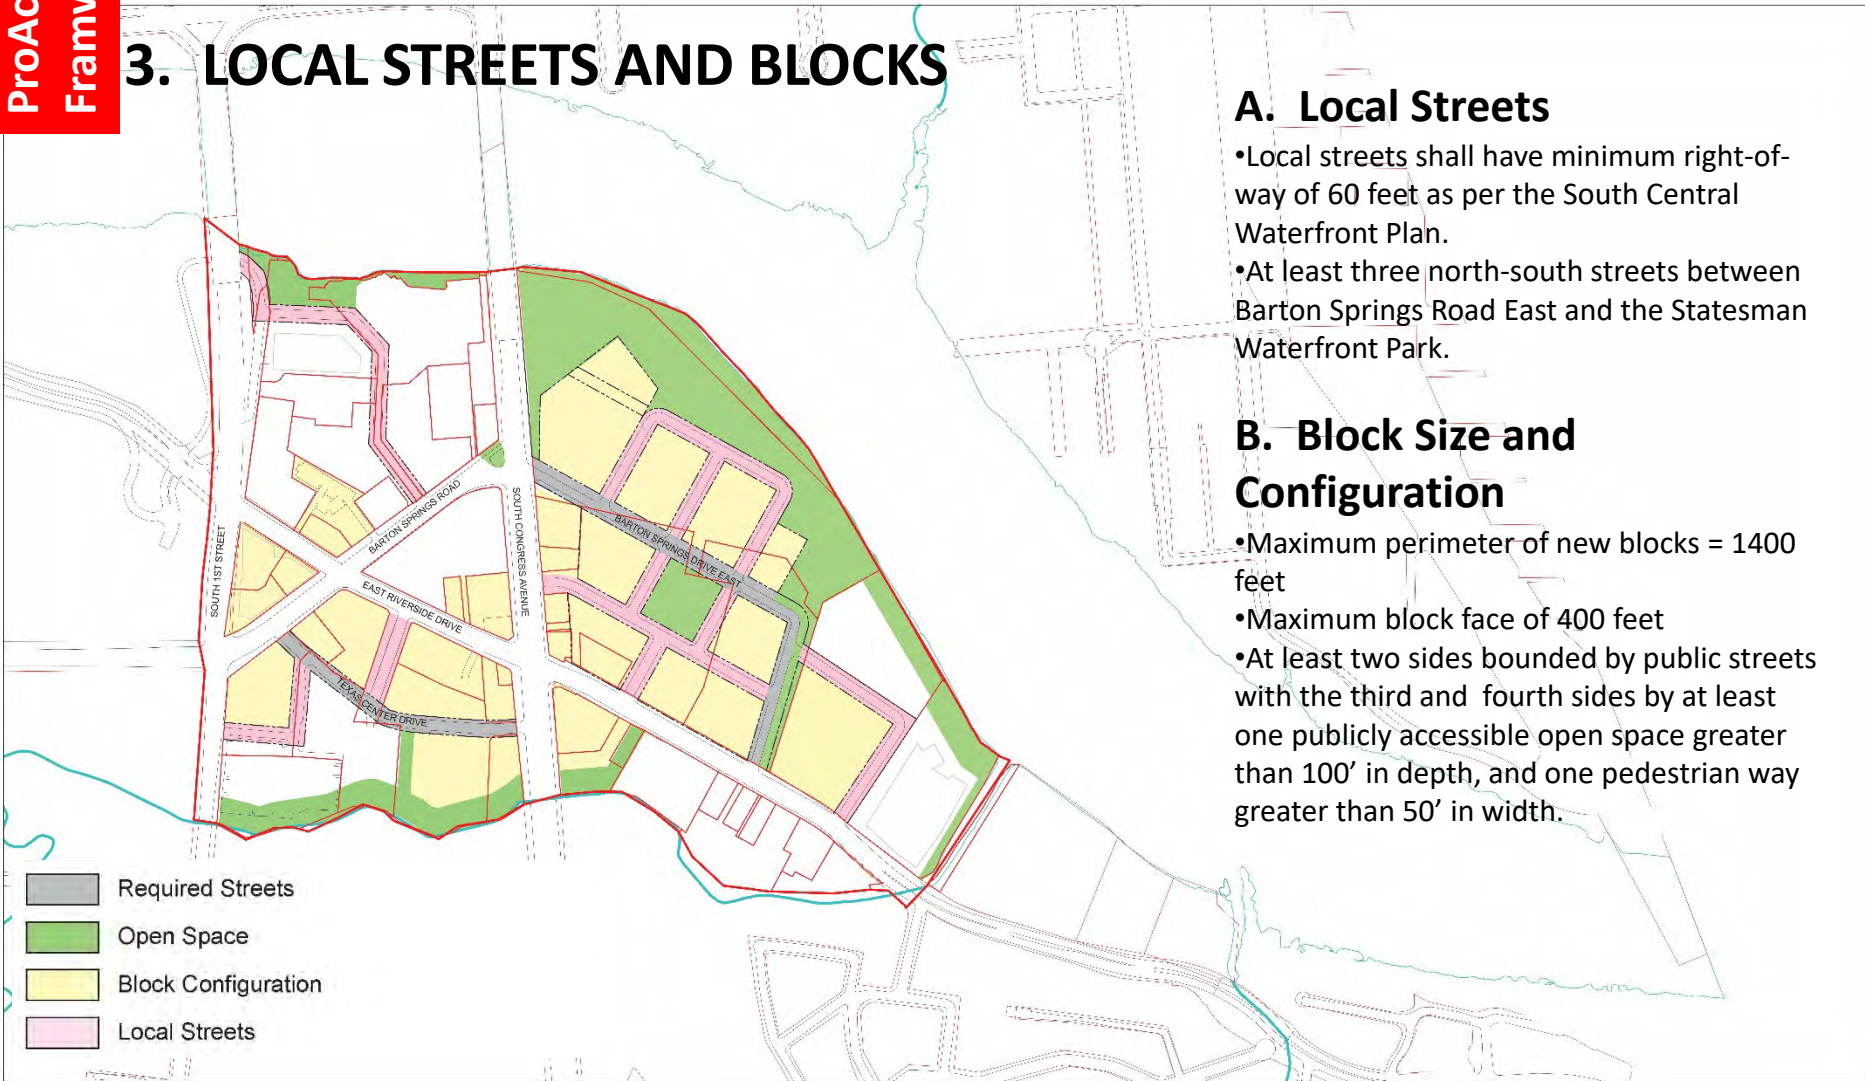 ProAc
Framv
3. LOCAL STREETS AND BLOCKS
A. Local Streets
•Local streets shall have minimum right-of-
way of 60 feet as per the South Central
Waterfront Plan.
•At least three north-south streets between
Barton Springs Road East and the Statesman
Waterfront Park.
B. Block Size and
Configuration
•Maximum perimeter of new blocks = 1400
feet
•Maximum block face of 400 feet
•At least two sides bounded by public streets
with the third and fourth sides by at least
one publicly accessible open space greater
than 100’ in depth, and one pedestrian way
greater than 50’ in width.
SOUTH 1ST STREET
BARTON SPRINGS ROAD
SOUTH CONGRESS AVENUE
BARTON SPRINGS DRIVE EAST
EAST RIVERSIDE DRIVE
TEXAS CENTER DRIVE
Required Streets
Open Space
Block Configuration
Local Streets